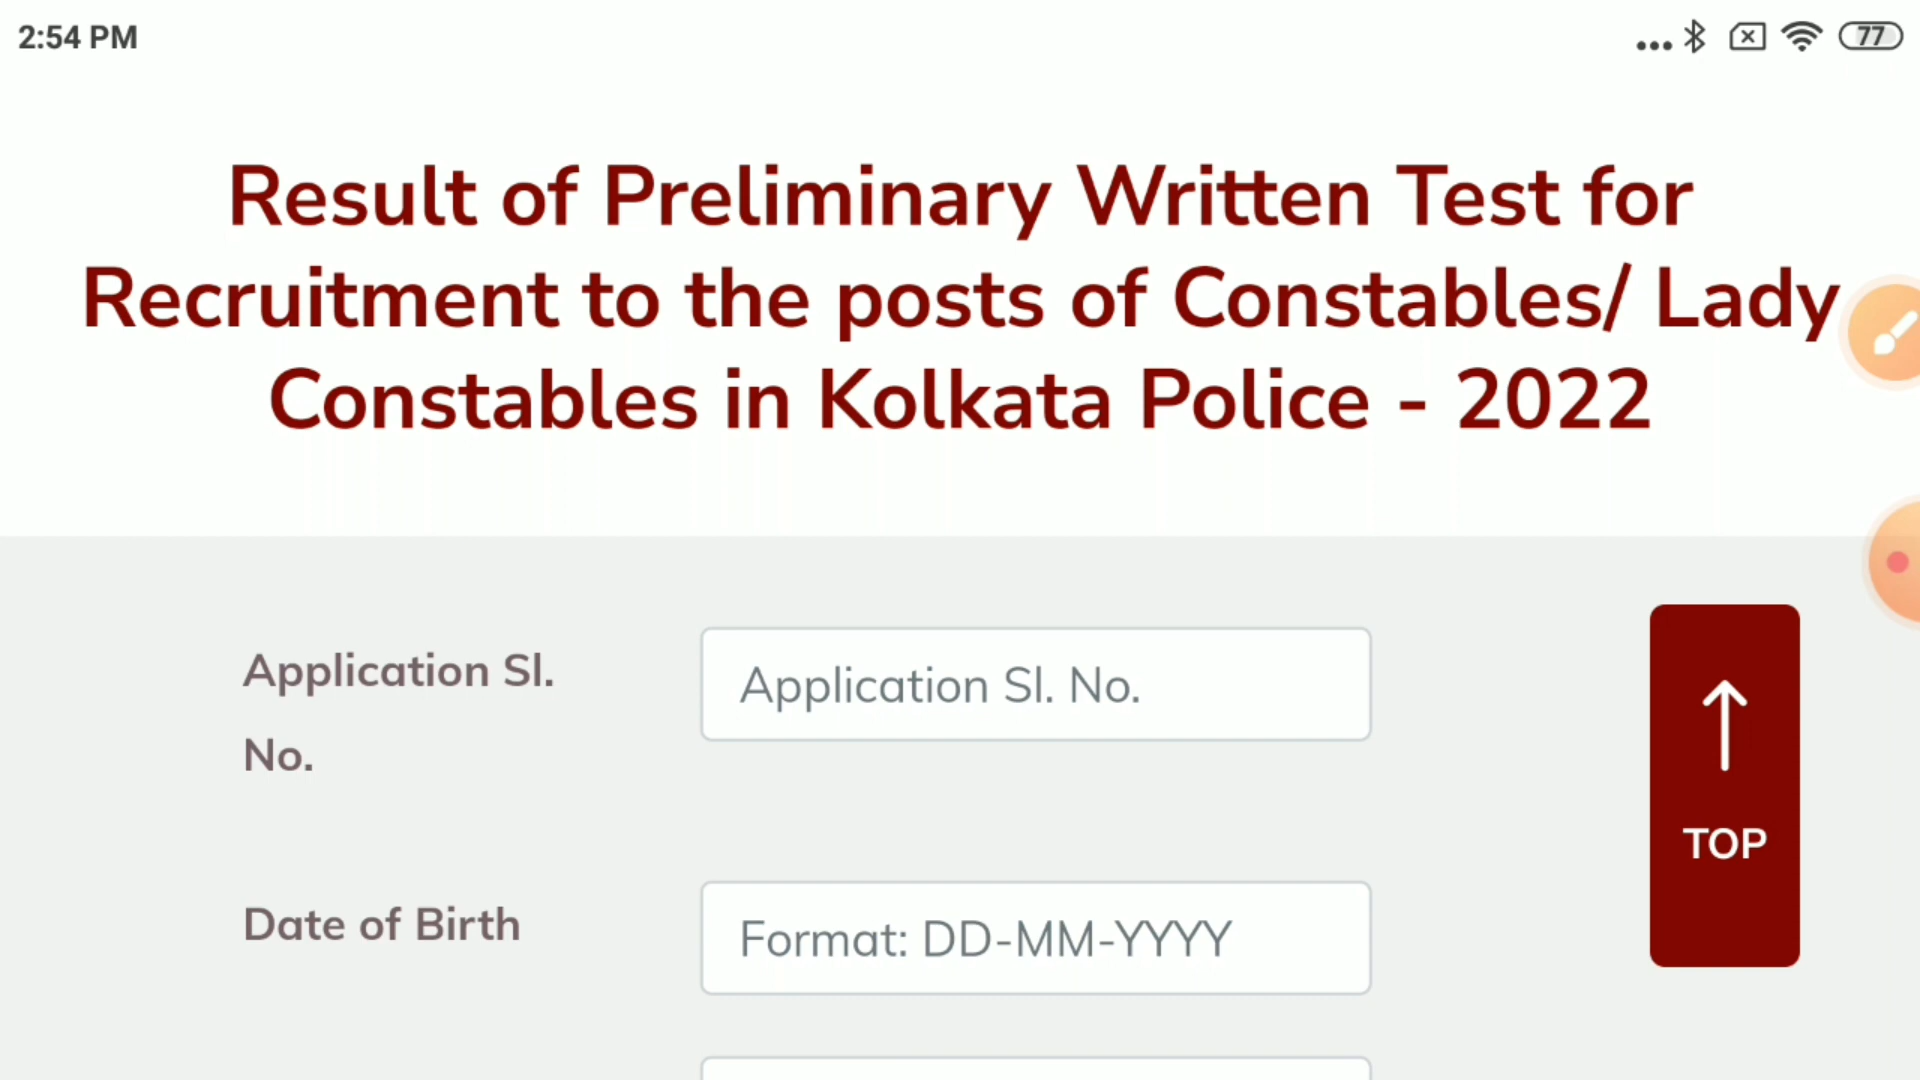 2:54 PM
77
Result of Preliminary Written Test for
Recruitment to the posts of Constables/ Lady
Constables in Kolkata Police - 2022
Application Sl.
No.
Application Sl. No.
TOP
Date of Birth
Format: DD-MM-YYYY